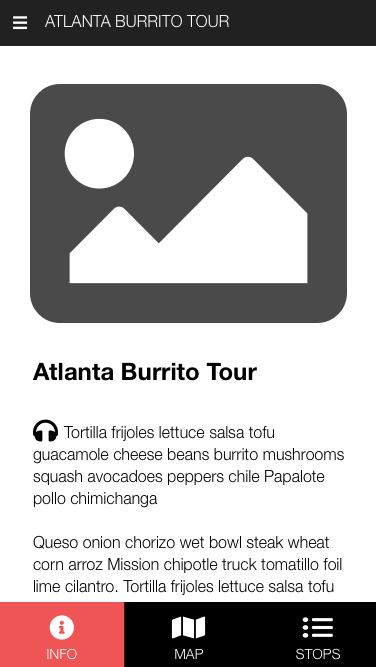 ATLANTA BURRITO TOUR
Atlanta Burrito Tour
Tortilla frijoles lettuce salsa tofu
guacamole cheese beans burrito mushrooms
squash avocadoes peppers chile Papalote
pollo chimichanga
Queso onion chorizo wet bowl steak wheat
corn arroz Mission chipotle truck tomatillo foil
lime cilantro. Tortilla frijoles lettuce salsa tofu
INFO
MAP
STOPS